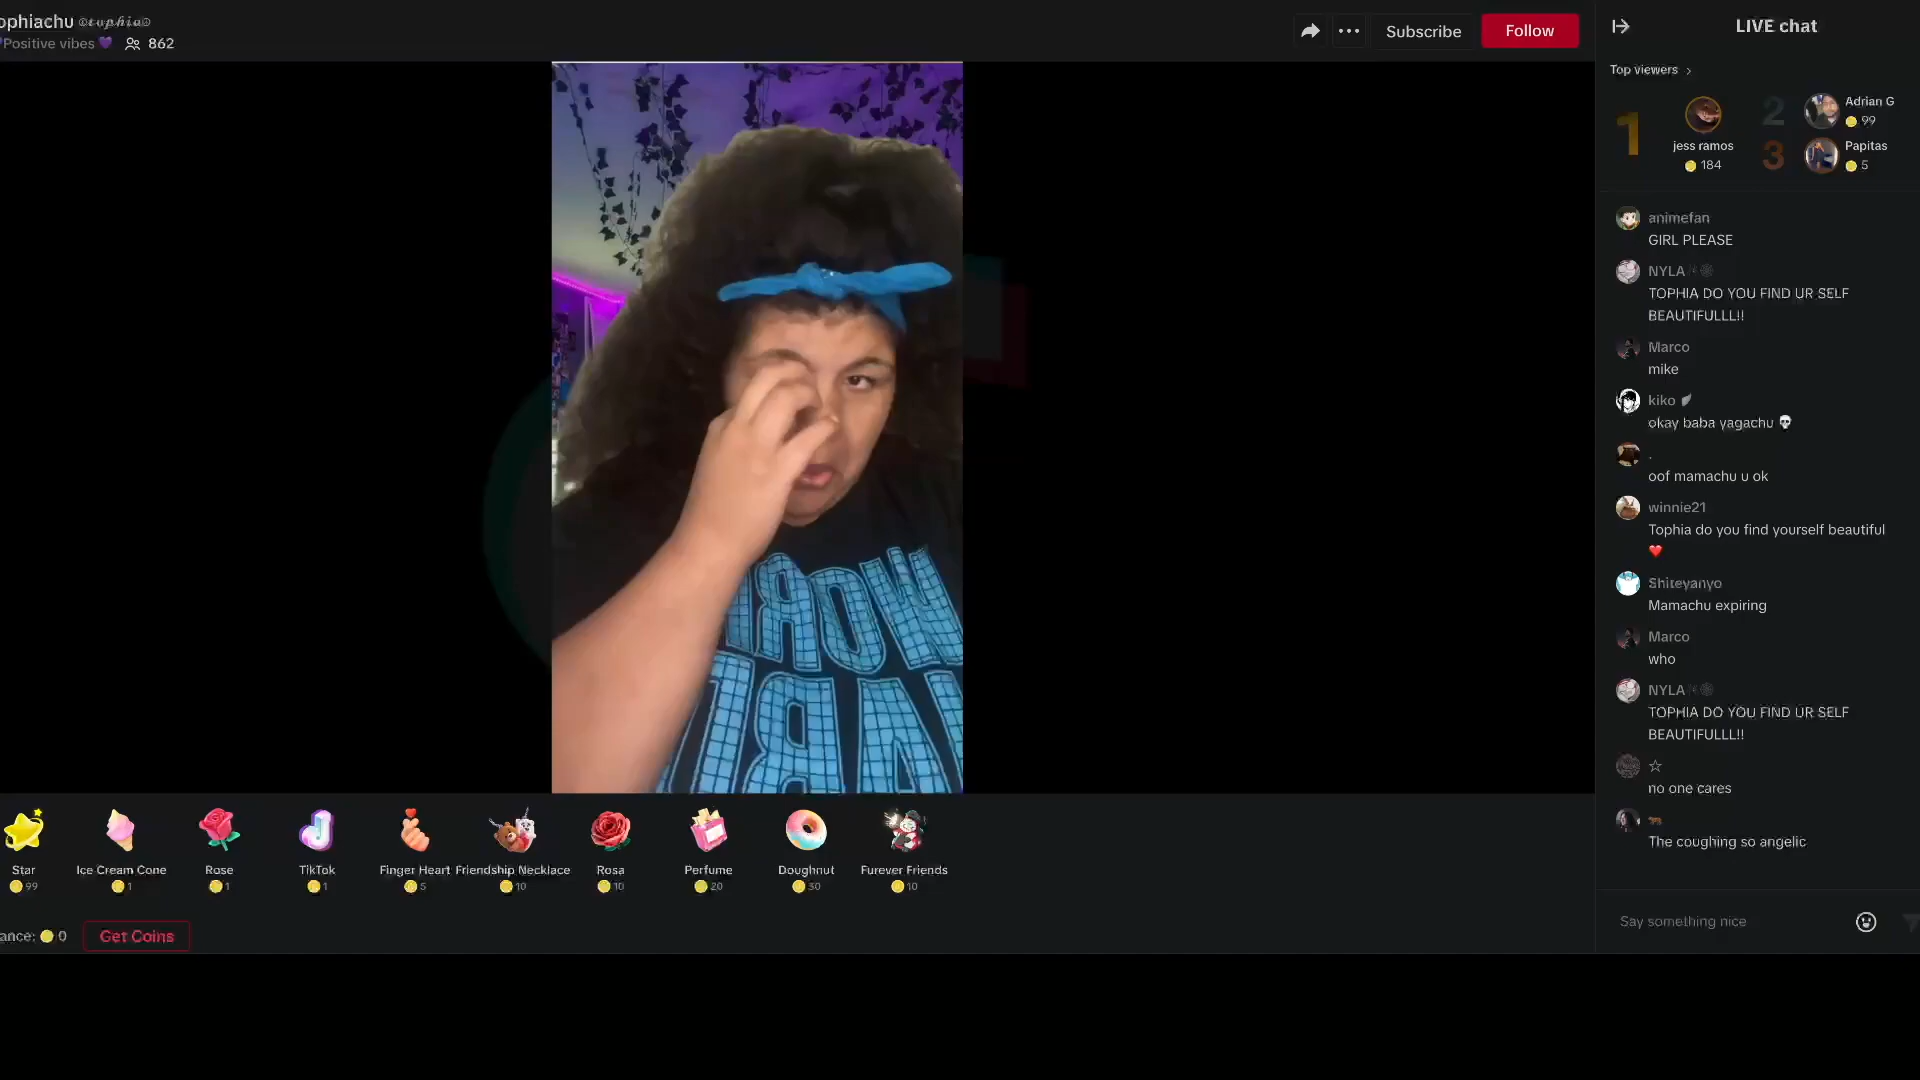 ophiachu @tophia
Positive vibes 💜 862
Subscribe
Follow
LIVE chat
Top viewers >
1
jess ramos
184
2
Adrian G
99
3
Papitas
5
animefan
GIRL PLEASE
NYLA
TOPHIA DO YOU FIND UR SELF
BEAUTIFULLL!!
Marco
mike
kiko
okay baba yagachu 💀
.
oof mamachu u ok
winnie21
Tophia do you find yourself beautiful
❤️
Shiteyanyo
Mamachu expiring
Marco
who
NYLA
TOPHIA DO YOU FIND UR SELF
BEAUTIFULLL!!
☆
no one cares
The coughing so angelic
Say something nice
Star
99
Ice Cream Cone
1
Rose
1
TikTok
1
Finger Heart
5
Friendship Necklace
10
Rosa
10
Perfume
20
Doughnut
30
Furever Friends
10
ance: 0
Get Coins